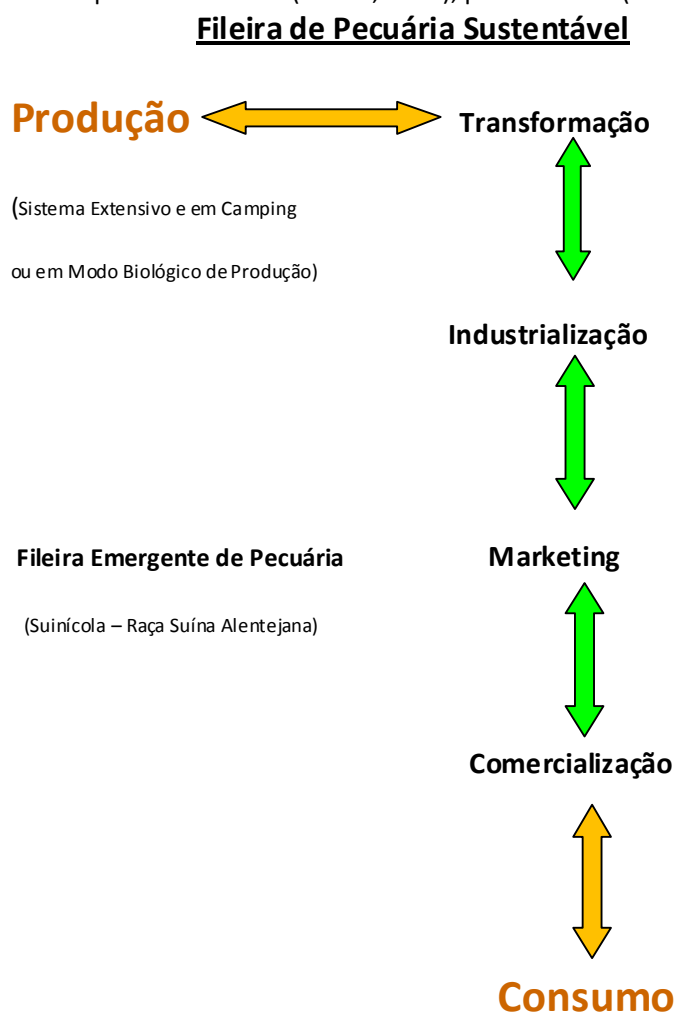 Fileira de Pecuária Sustentável
Produção
Transformação
(Sistema Extensivo e em Camping
ou em Modo Biológico de Produção)
Industrialização
Fileira Emergente de Pecuária
Marketing
(Suinícola – Raça Suína Alentejana)
Comercialização
Consumo